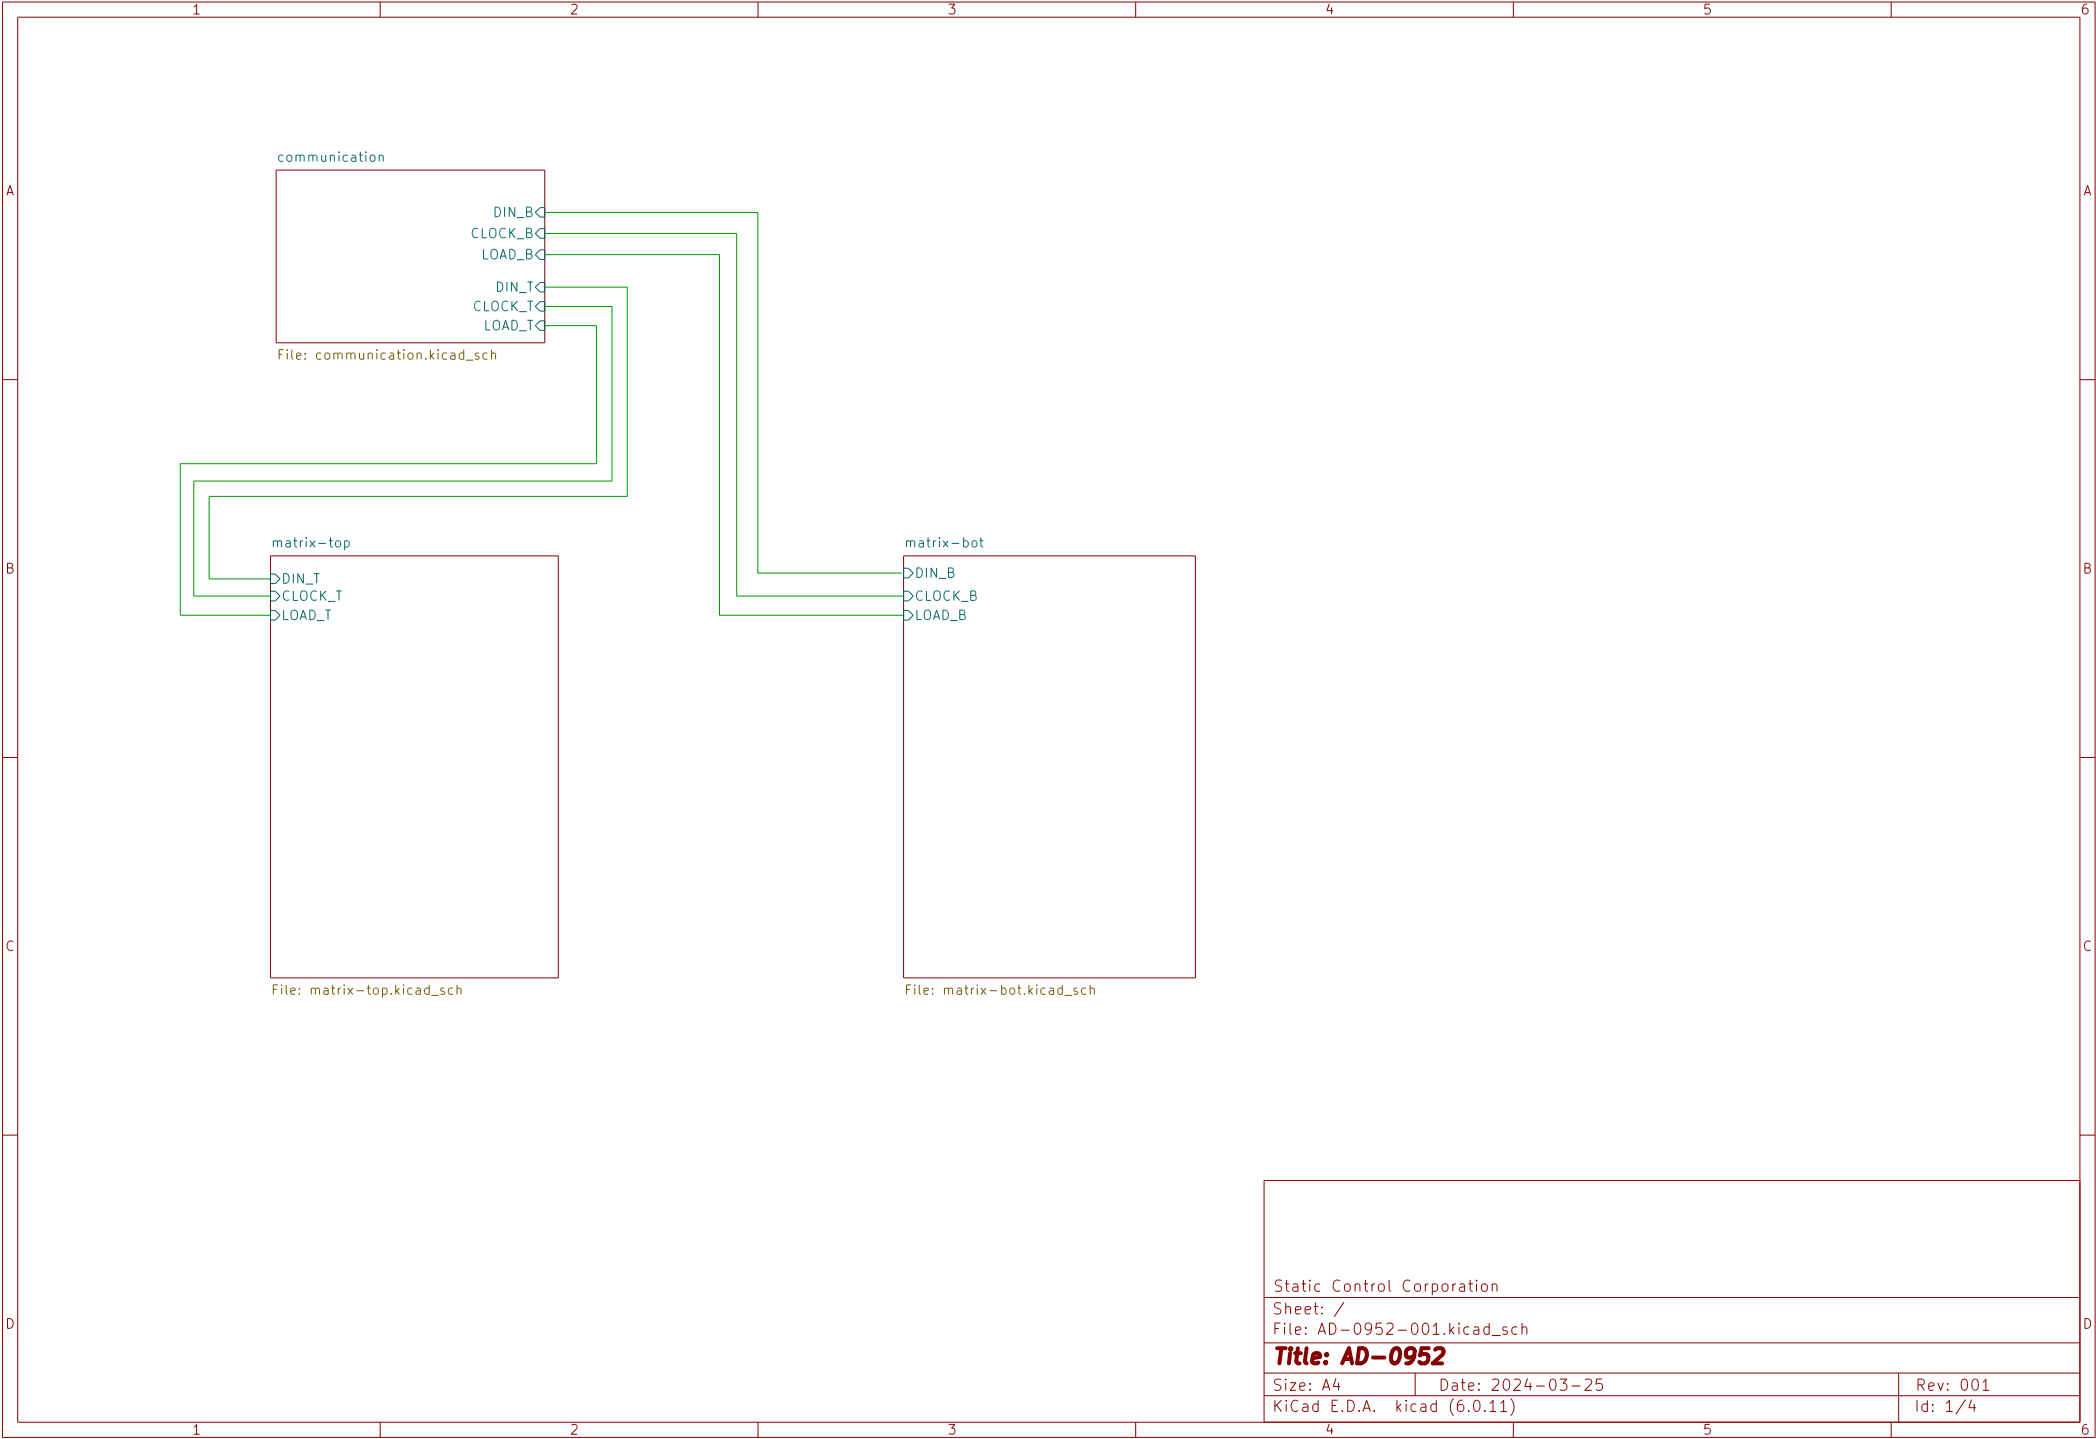 1 2 3 4 5 6
communication
A A
DIN_B
CLOCK_B
LOAD_B
DIN_T
CLOCK_T
LOAD_T
File: communication.kicad_sch
matrix-top matrix-bot
B B
DIN_T DIN_B
CLOCK_T CLOCK_B
LOAD_T LOAD_B
C C
File: matrix-top.kicad_sch File: matrix-bot.kicad_sch
Static Control Corporation
Sheet: /
D D
File: AD-0952-001.kicad_sch
Title: AD-0952
Size: A4 Date: 2024-03-25 Rev: 001
KiCad E.D.A. kicad (6.0.11) Id: 1/4
1 2 3 4 5 6